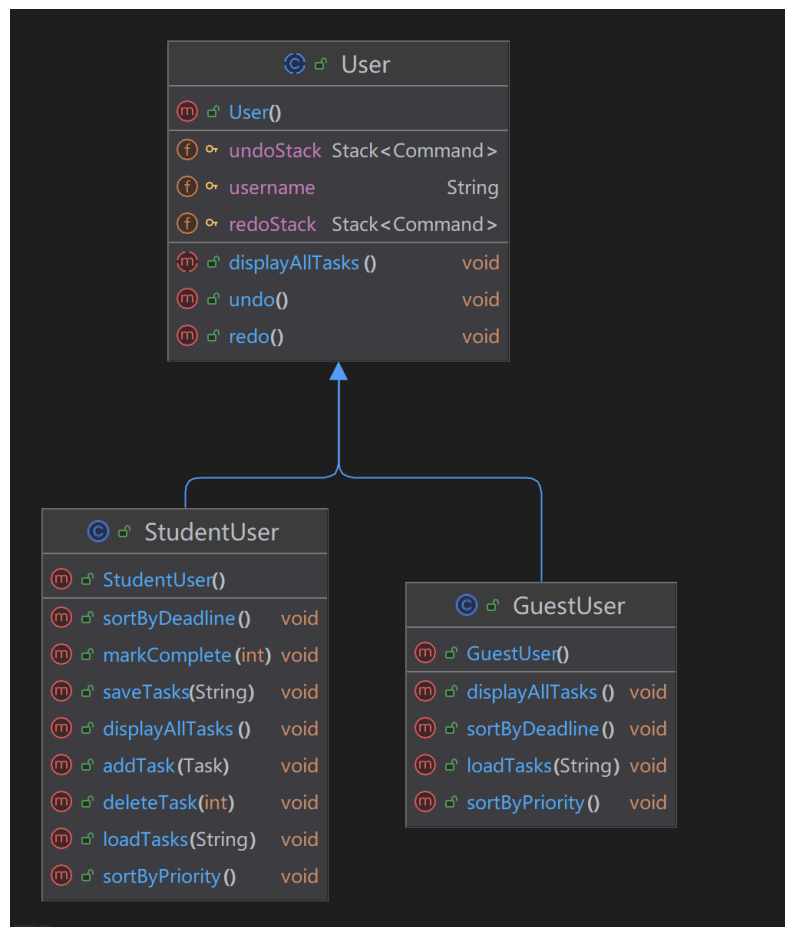 User
User()
undoStack Stack<Command>
username String
redoStack Stack<Command>
displayAllTasks() void
undo() void
redo() void
StudentUser
StudentUser()
sortByDeadline() void
markComplete(int) void
saveTasks(String) void
displayAllTasks() void
addTask(Task) void
deleteTask(int) void
loadTasks(String) void
sortByPriority() void
GuestUser
GuestUser()
displayAllTasks() void
sortByDeadline() void
loadTasks(String) void
sortByPriority() void